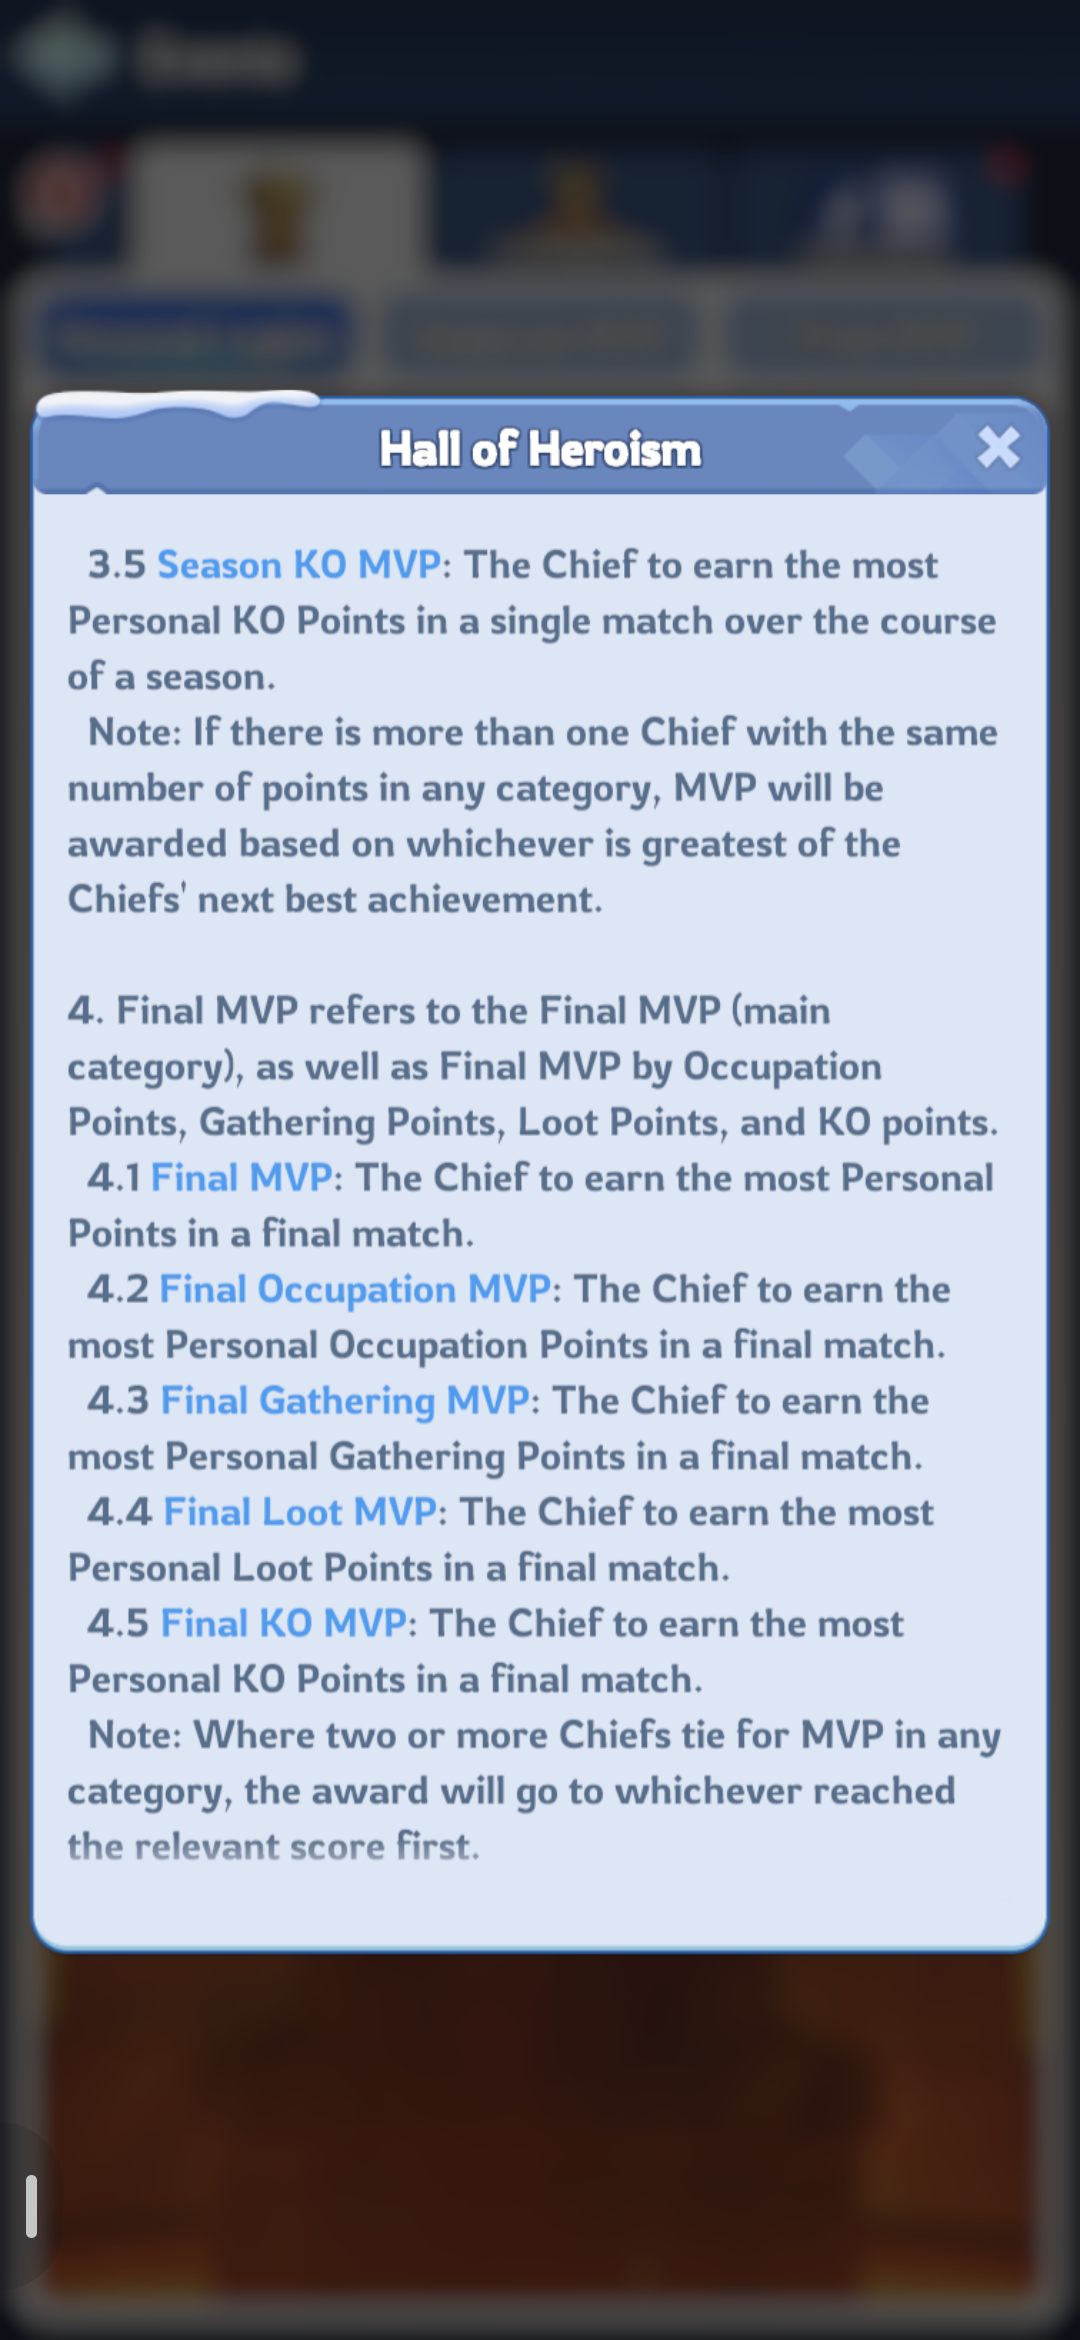 Hall of Heroism
3.5 Season KO MVP: The Chief to earn the most
Personal KO Points in a single match over the course
of a season.
Note: If there is more than one Chief with the same
number of points in any category, MVP will be
awarded based on whichever is greatest of the
Chiefs' next best achievement.
4. Final MVP refers to the Final MVP (main
category), as well as Final MVP by Occupation
Points, Gathering Points, Loot Points, and KO points.
4.1 Final MVP: The Chief to earn the most Personal
Points in a final match.
4.2 Final Occupation MVP: The Chief to earn the
most Personal Occupation Points in a final match.
4.3 Final Gathering MVP: The Chief to earn the
most Personal Gathering Points in a final match.
4.4 Final Loot MVP: The Chief to earn the most
Personal Loot Points in a final match.
4.5 Final KO MVP: The Chief to earn the most
Personal KO Points in a final match.
Note: Where two or more Chiefs tie for MVP in any
category, the award will go to whichever reached
the relevant score first.